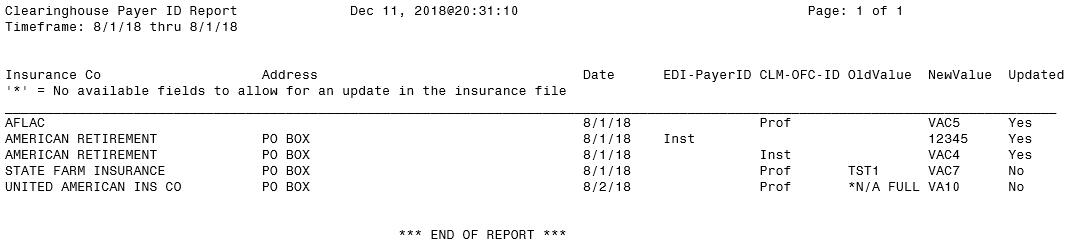 Clearinghouse Payer ID Report Dec 11, 2018@20:31:10 Page: 1 of 1
Timeframe: 8/1/18 thru 8/1/18
Insurance Co Address Date EDI-PayerID CLM-OFC-ID OldValue NewValue Updated
'*' = No available fields to allow for an update in the insurance file
AFLAC 8/1/18 Prof VAC5 Yes
AMERICAN RETIREMENT PO BOX 8/1/18 Inst 12345 Yes
AMERICAN RETIREMENT PO BOX 8/1/18 Inst VAC4 Yes
STATE FARM INSURANCE PO BOX 8/1/18 Prof TST1 VAC7 No
UNITED AMERICAN INS CO PO BOX 8/2/18 Prof *N/A FULL VA10 No
*** END OF REPORT ***